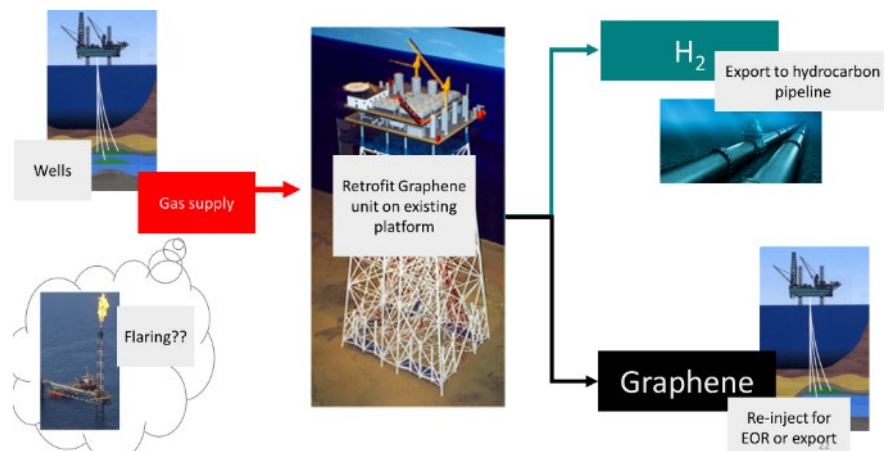 Wells
Gas supply
Flaring??
Retrofit Graphene
unit on existing
platform
H₂
Export to hydrocarbon
pipeline
Graphene
Re-inject for
EOR or export
22